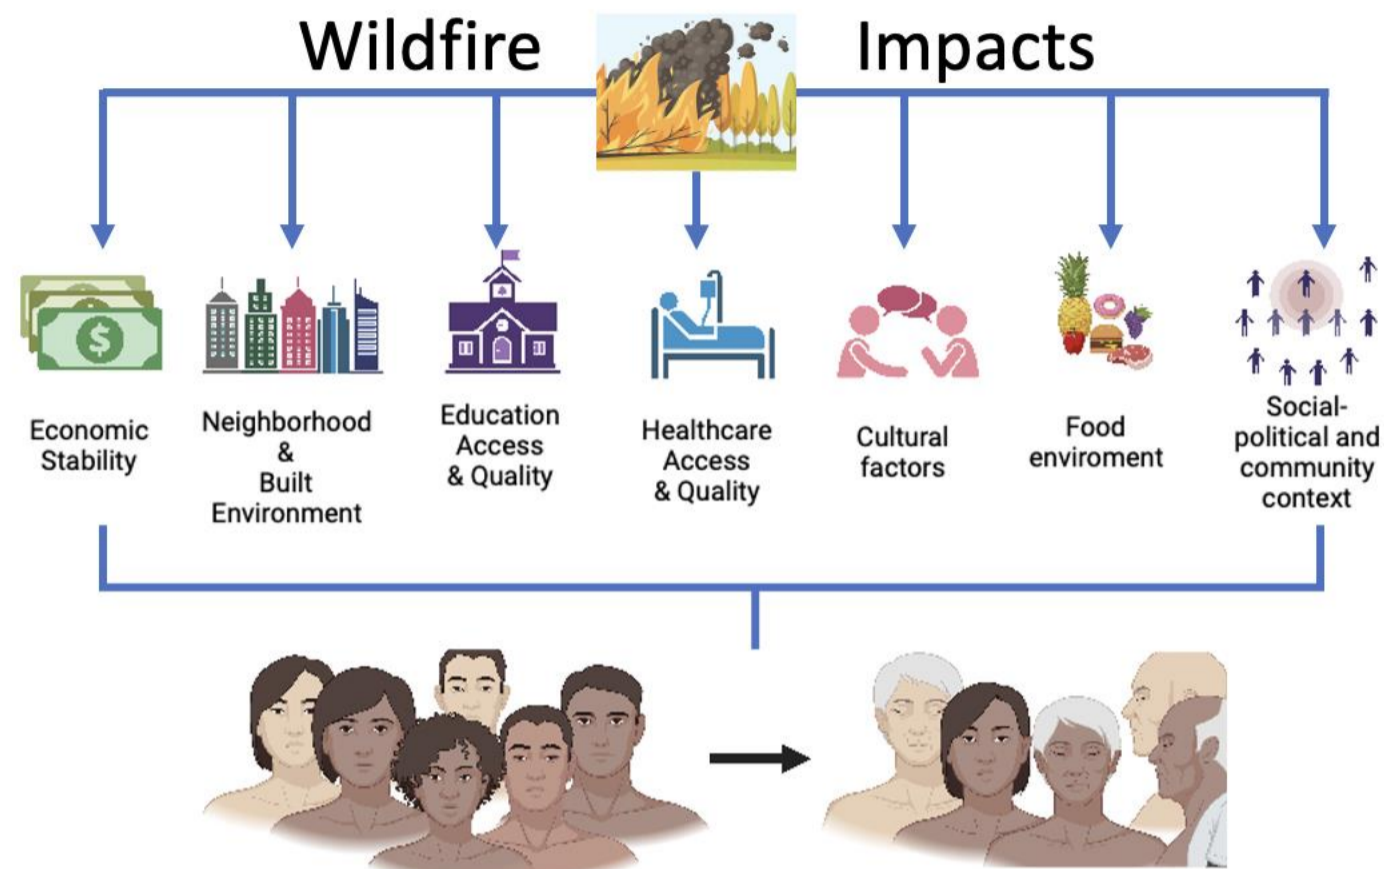 Wildfire Impacts
Economic
Stability
Neighborhood
&
Built
Environment
Education
Access
& Quality
Healthcare
Access
& Quality
Cultural
factors
Food
enviroment
Social-
political and
community
context
$